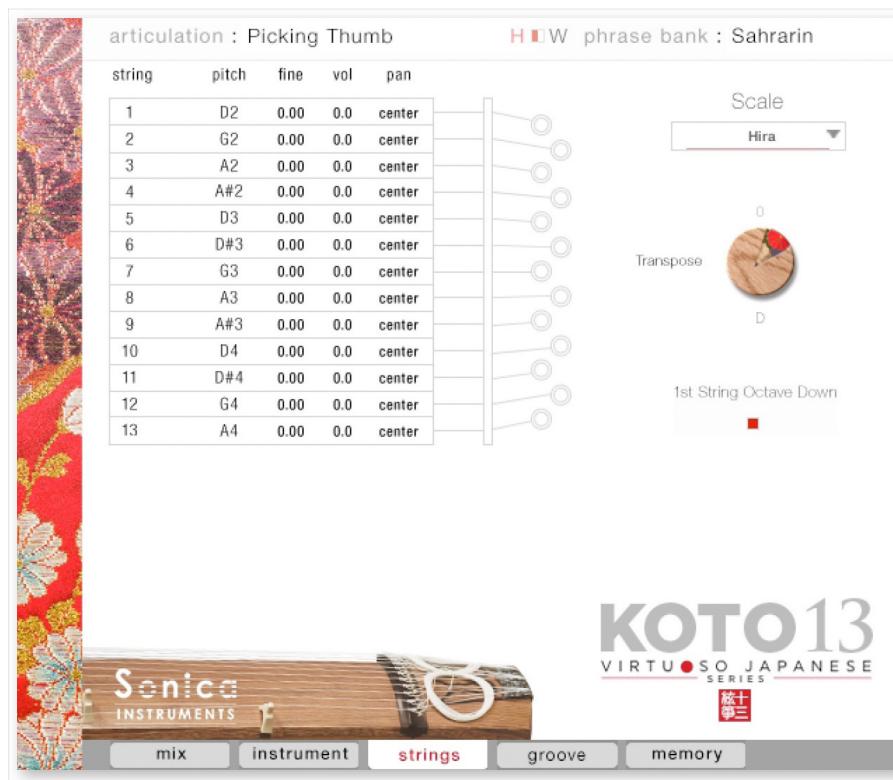 articulation : Picking Thumb
H W phrase bank : Sahrarin
string pitch fine vol pan
1 D2 0.00 0.0 center
2 G2 0.00 0.0 center
3 A2 0.00 0.0 center
4 A#2 0.00 0.0 center
5 D3 0.00 0.0 center
6 D#3 0.00 0.0 center
7 G3 0.00 0.0 center
8 A3 0.00 0.0 center
9 A#3 0.00 0.0 center
10 D4 0.00 0.0 center
11 D#4 0.00 0.0 center
12 G4 0.00 0.0 center
13 A4 0.00 0.0 center
Scale
Hira
0
Transpose
D
1st String Octave Down
KOTO 13
VIRTUOSO JAPANESE
SERIES
十三
絃箏
Sonica
INSTRUMENTS
mix instrument strings groove memory